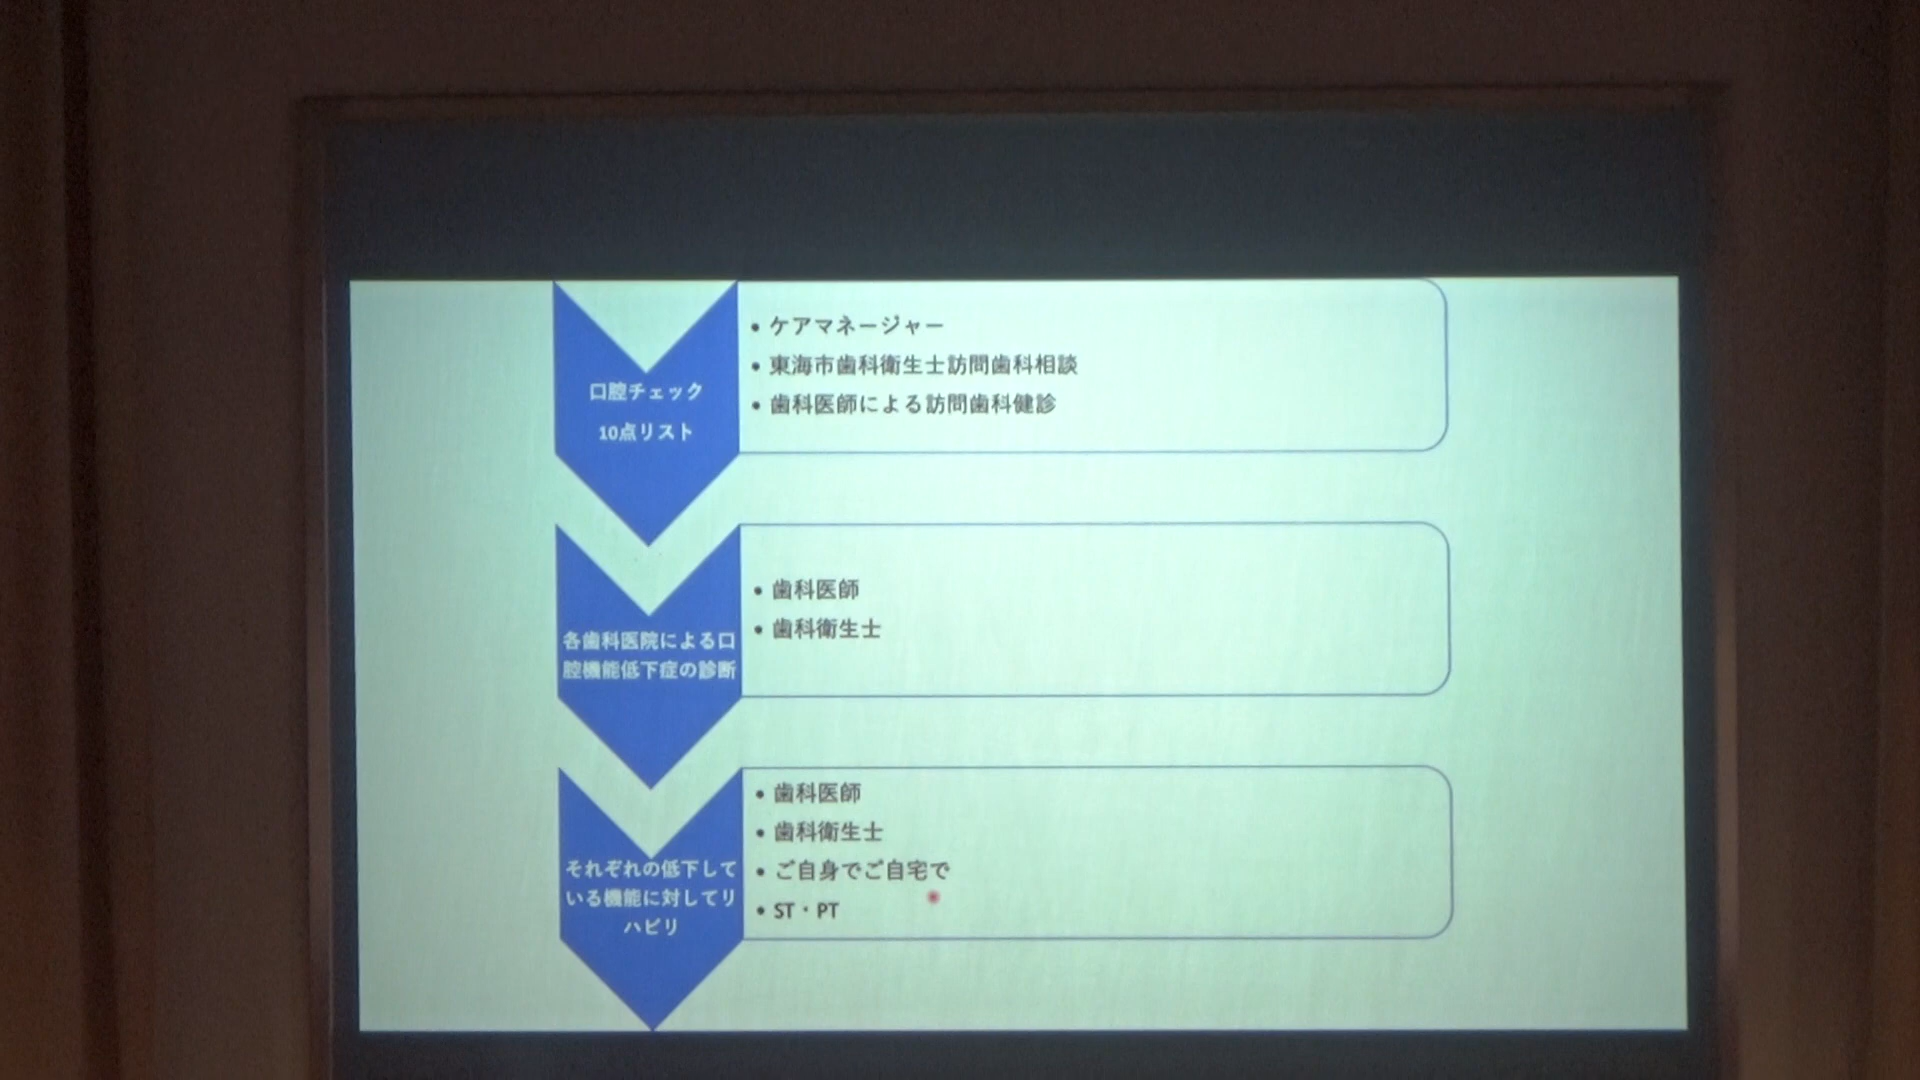 口腔チェック
10点リスト
• ケアマネージャー
• 東海市歯科衛生士訪問歯科相談
• 歯科医師による訪問歯科健診
各歯科医院による口
腔機能低下症の診断
• 歯科医師
• 歯科衛生士
それぞれの低下して
いる機能に対してリ
ハビリ
• 歯科医師
• 歯科衛生士
• ご自身でご自宅で
• ST・PT